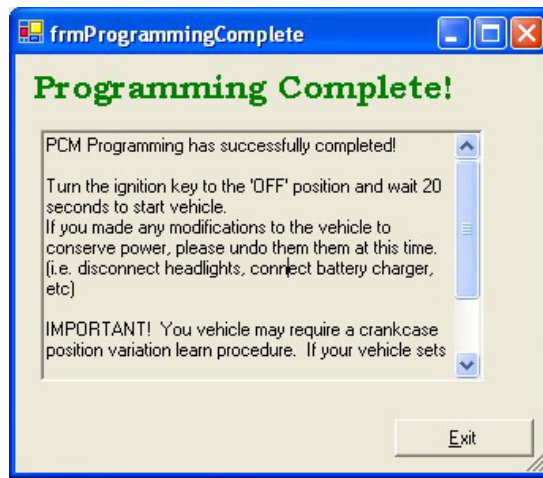 frmProgrammingComplete
Programming Complete!
PCM Programming has successfully completed!
Turn the ignition key to the 'OFF' position and wait 20
seconds to start vehicle.
If you made any modifications to the vehicle to
conserve power, please undo them them at this time.
(i.e. disconnect headlights, connect battery charger,
etc)
IMPORTANT!  You vehicle may require a crankcase
position variation learn procedure.  If your vehicle sets
Exit